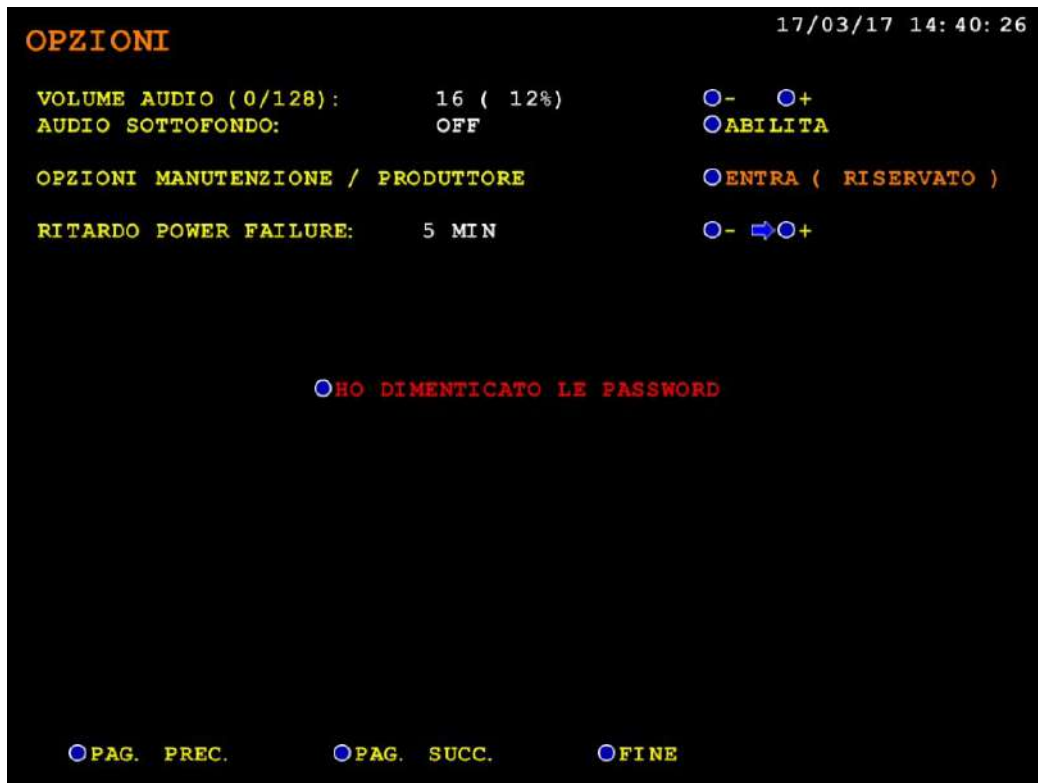 OPZIONI 17/03/17 14:40:26
VOLUME AUDIO (0/128): 16 ( 12%) - +
AUDIO SOTTOFONDO: OFF ABILITA
OPZIONI MANUTENZIONE / PRODUTTORE ENTRA ( RISERVATO )
RITARDO POWER FAILURE: 5 MIN - +
HO DIMENTICATO LE PASSWORD
PAG. PREC. PAG. SUCC. FINE